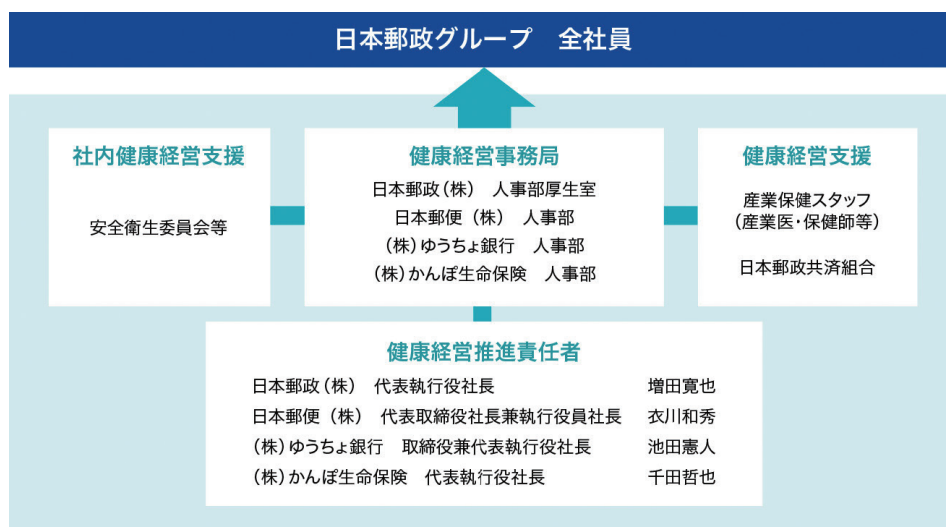 日本郵政グループ　全社員
社内健康経営支援
安全衛生委員会等
健康経営事務局
日本郵政(株)　人事部厚生室
日本郵便(株)　人事部
(株)ゆうちょ銀行　人事部
(株)かんぽ生命保険　人事部
健康経営支援
産業保健スタッフ
(産業医・保健師等)
日本郵政共済組合
健康経営推進責任者
日本郵政(株)　代表執行役社長　増田寛也
日本郵便(株)　代表取締役社長兼執行役員社長　衣川和秀
(株)ゆうちょ銀行　取締役兼代表執行役社長　池田憲人
(株)かんぽ生命保険　代表執行役社長　千田哲也